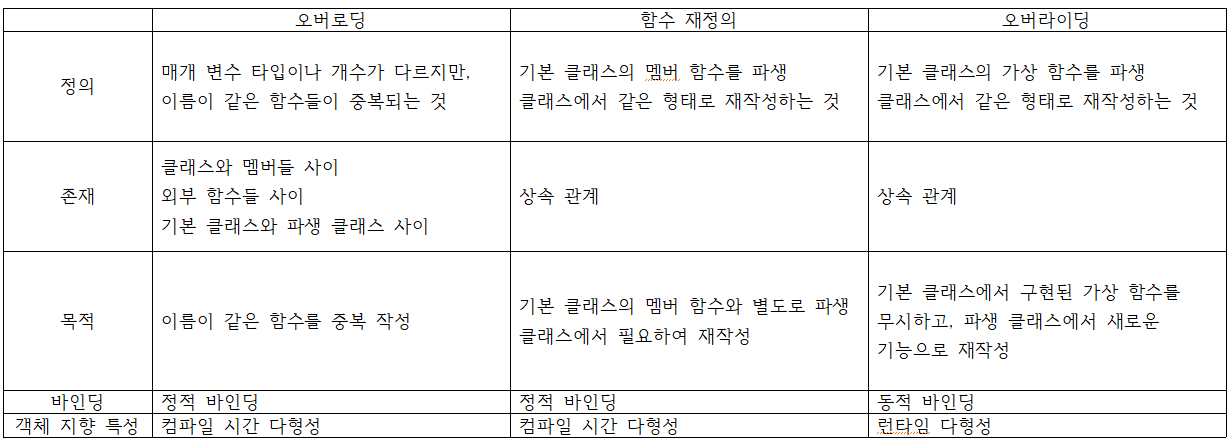 오버로딩 함수 재정의 오버라이딩
정의
매개 변수 타입이나 개수가 다르지만,
이름이 같은 함수들이 중복되는 것
기본 클래스의 멤버 함수를 파생
클래스에서 같은 형태로 재작성하는 것
기본 클래스의 가상 함수를 파생
클래스에서 같은 형태로 재작성하는 것
존재
클래스와 멤버들 사이
외부 함수들 사이
기본 클래스와 파생 클래스 사이
상속 관계
상속 관계
목적
이름이 같은 함수를 중복 작성
기본 클래스의 멤버 함수와 별도로 파생
클래스에서 필요하여 재작성
기본 클래스에서 구현된 가상 함수를
무시하고, 파생 클래스에서 새로운
기능으로 재작성
바인딩 정적 바인딩 정적 바인딩 동적 바인딩
객체 지향 특성 컴파일 시간 다형성 컴파일 시간 다형성 런타임 다형성